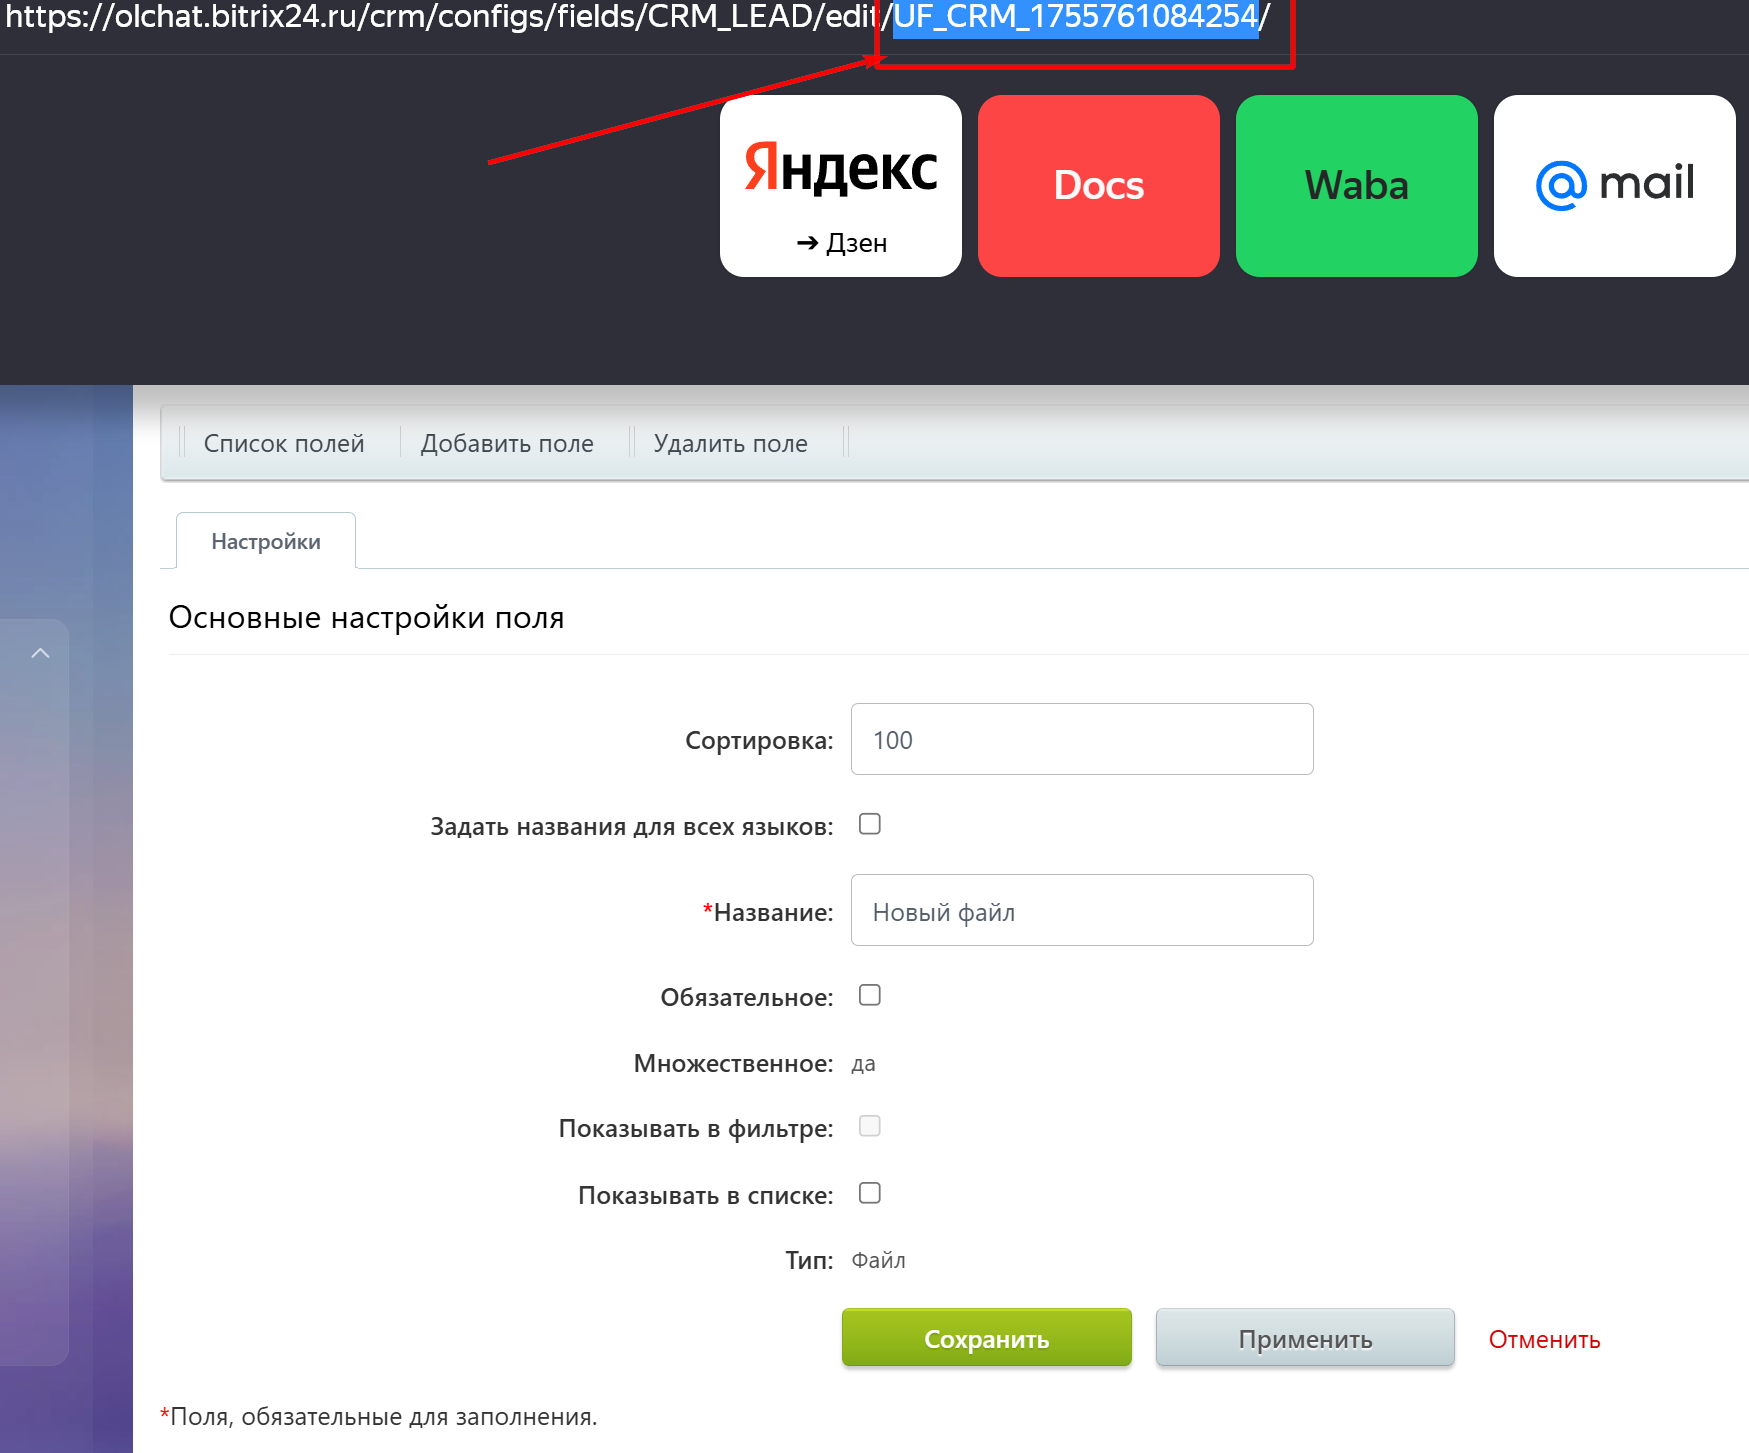 https://olchat.bitrix24.ru/crm/configs/fields/CRM_LEAD/edit/UF_CRM_1755761084254/
Яндекс
➔ Дзен
Docs
Waba
@mail
Список полей
Добавить поле
Удалить поле
Настройки
Основные настройки поля
Сортировка: 100
Задать названия для всех языков:
*Название: Новый файл
Обязательное:
Множественное: да
Показывать в фильтре:
Показывать в списке:
Тип: Файл
Сохранить
Применить
Отменить
*Поля, обязательные для заполнения.